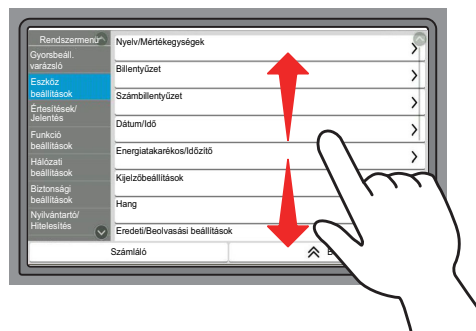 Rendszermenü
Gyorsbeáll.
varázsló
Eszköz
beállítások
Értesítések/
Jelentés
Funkció
beállítások
Hálózati
beállítások
Biztonsági
beállítások
Nyilvántartó/
Hitelesítés
Nyelv/Mértékegységek
Billentyűzet
Számbillentyűzet
Dátum/Idő
Energiatakarékos/Időzítő
Kijelzőbeállítások
Hang
Eredeti/Beolvasási beállítások
Számláló